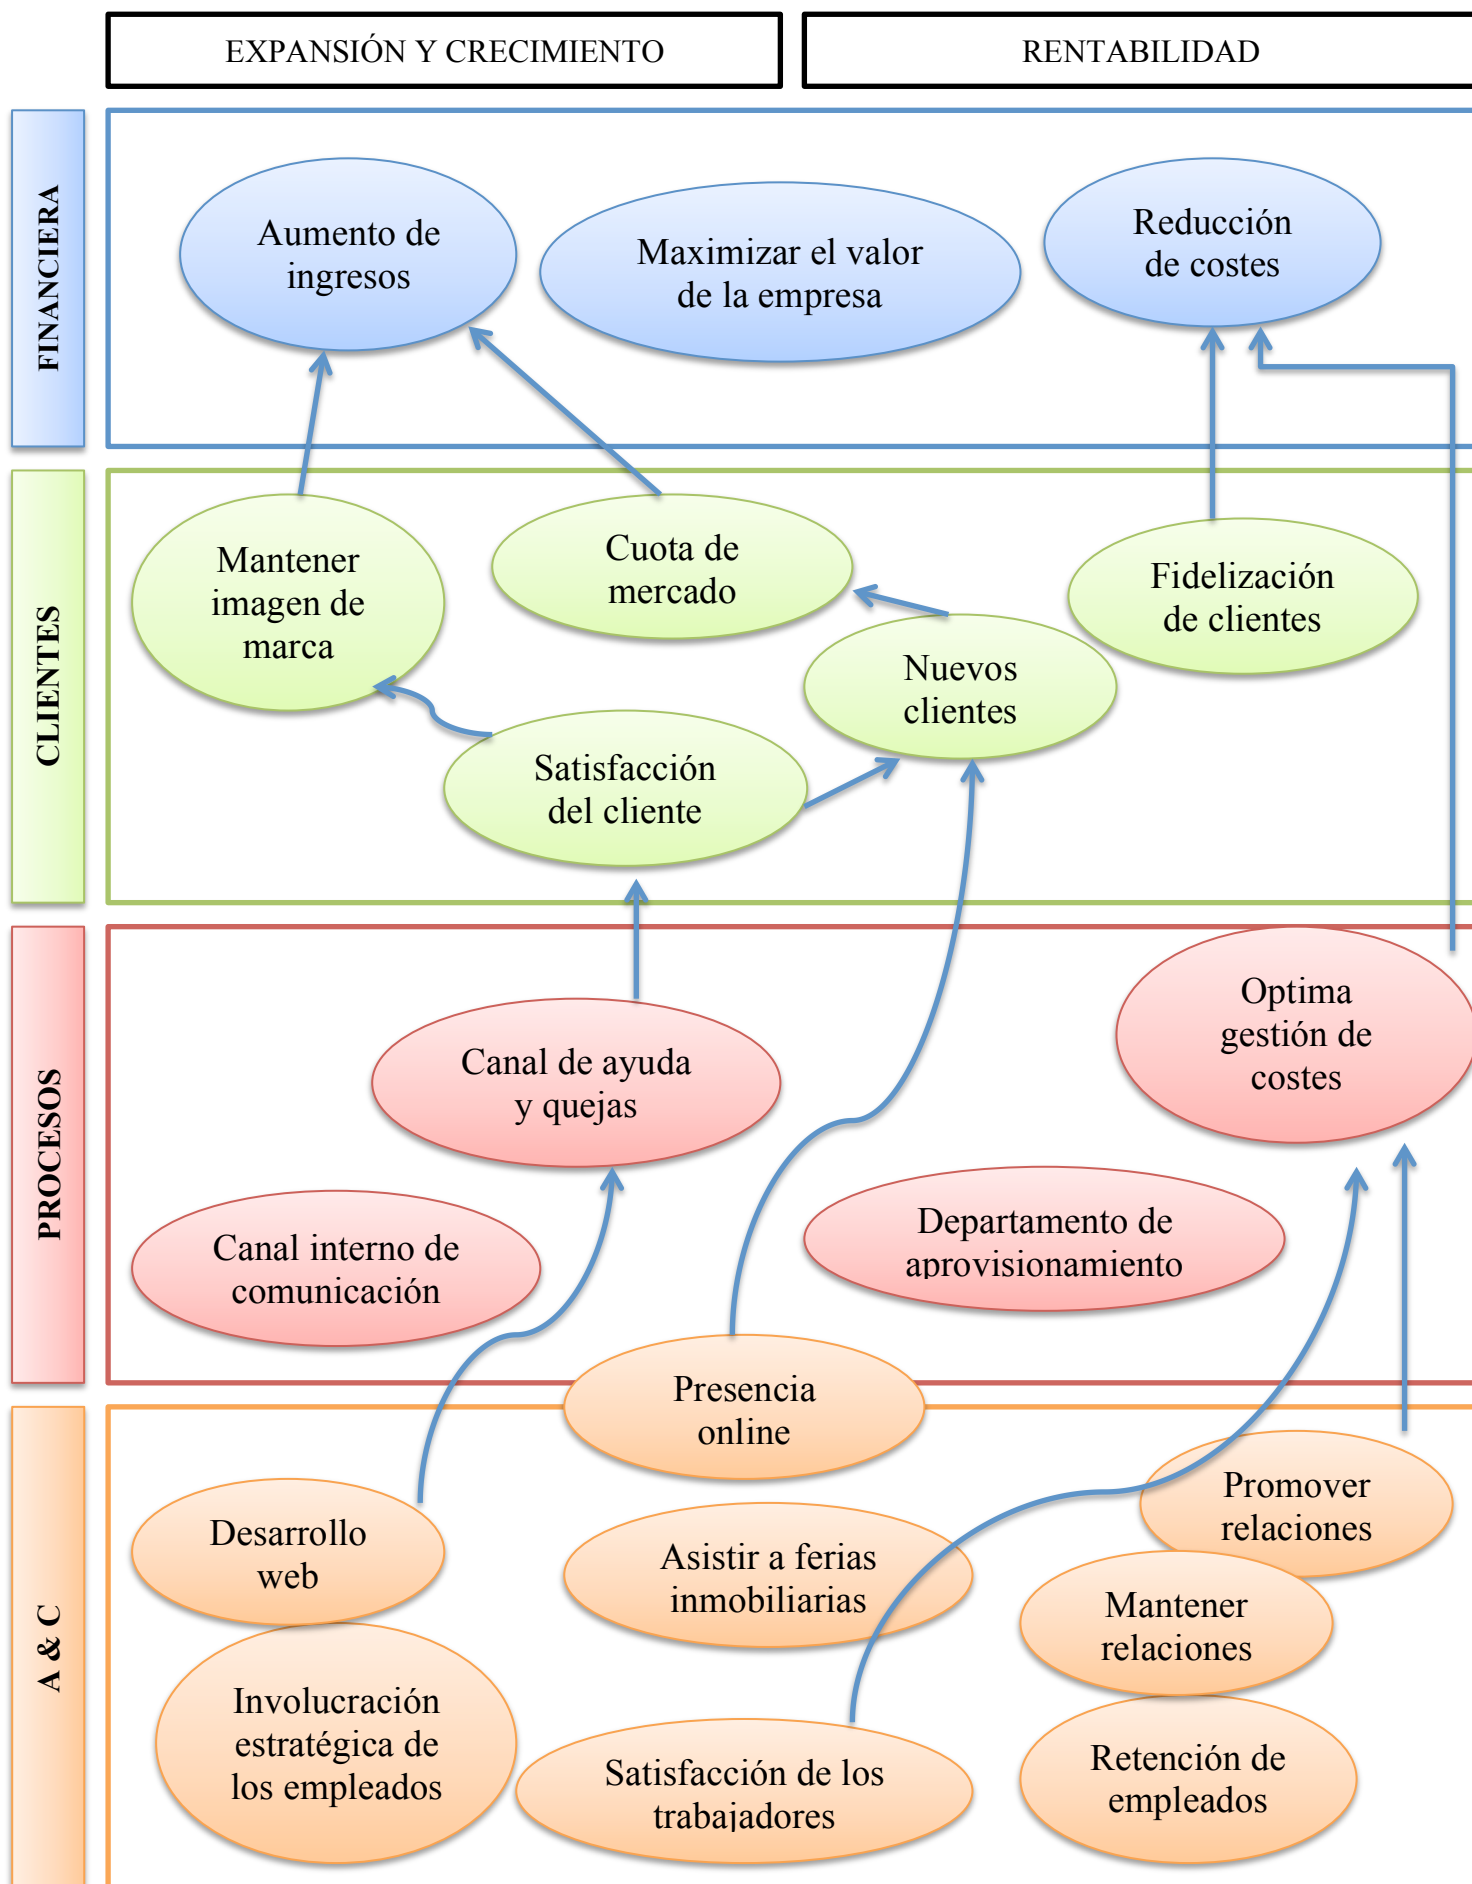 EXPANSIÓN Y CRECIMIENTO
RENTABILIDAD
FINANCIERA
Aumento de
ingresos
Maximizar el valor
de la empresa
Reducción
de costes
CLIENTES
Mantener
imagen de
marca
Cuota de
mercado
Fidelización
de clientes
Nuevos
clientes
Satisfacción
del cliente
PROCESOS
Optima
gestión de
costes
Canal de ayuda
y quejas
Departamento de
aprovisionamiento
Canal interno de
comunicación
Presencia
online
A & C
Promover
relaciones
Desarrollo
web
Asistir a ferias
inmobiliarias
Mantener
relaciones
Involucración
estratégica de
los empleados
Satisfacción de los
trabajadores
Retención de
empleados